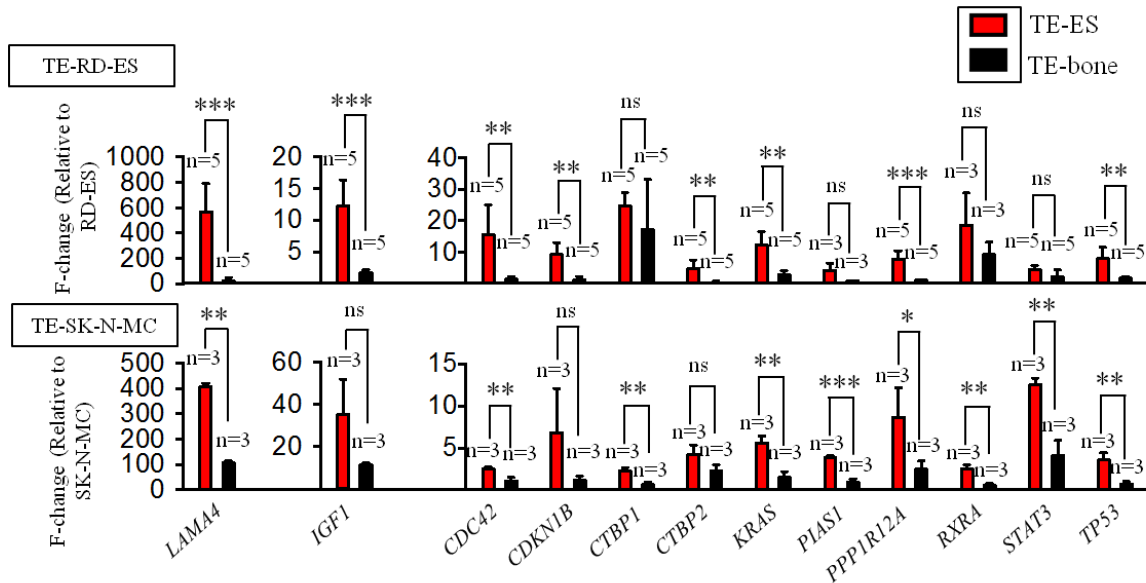 TE-ES
TE-bone
TE-RD-ES
F-change (Relative to
RD-ES)
1000
800
600
400
200
0
*** n=5 n=5
20
15
10
5
*** n=5 n=5
40
30
20
10
** n=5 n=5
** n=5 n=5
ns n=5 n=5
** n=5 n=5
** n=5 n=5
ns n=3 n=3
*** n=5 n=5
ns n=3 n=3
ns n=5 n=5
** n=5 n=5
TE-SK-N-MC
F-change (Relative to
SK-N-MC)
500
400
300
200
100
0
** n=3 n=3
60
40
20
ns n=3 n=3
15
10
5
** n=3 n=3
ns n=3 n=3
** n=3 n=3
ns n=3 n=3
** n=3 n=3
*** n=3 n=3
* n=3 n=3
** n=3 n=3
** n=3 n=3
** n=3 n=3
LAMA4
IGF1
CDC42
CDKN1B
CTBP1
CTBP2
KRAS
PIAS1
PPP1R12A
RXRA
STAT3
TP53